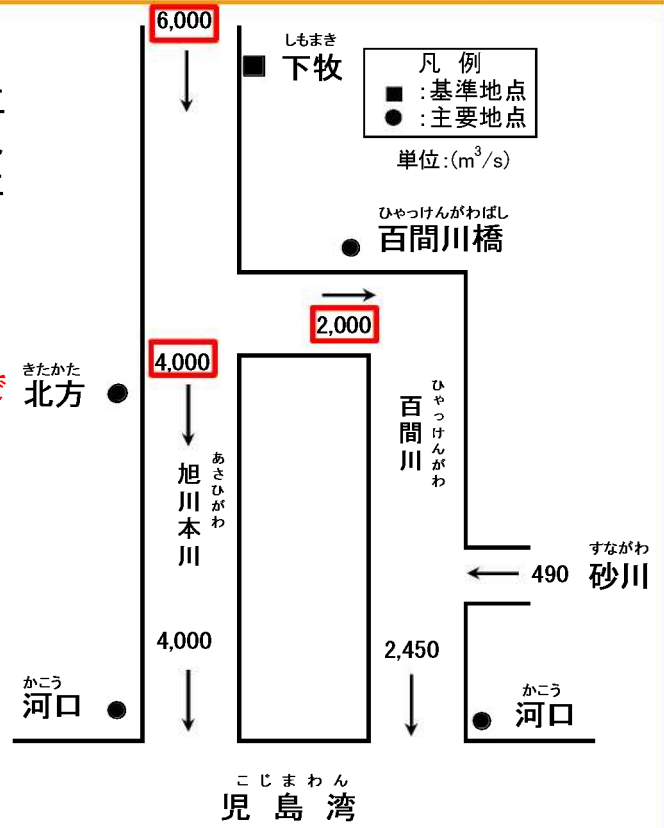 6,000
しもまき
下牧
凡 例
■ :基準地点
● :主要地点
単位:(m³/s)
ひゃっけんがわばし
百間川橋
2,000
4,000
きたかた
北方
百間川
ひゃっけんがわ
旭川本川
あさひがわ
490
すながわ
砂川
4,000
2,450
かこう
河口
かこう
河口
こじまわん
児島湾